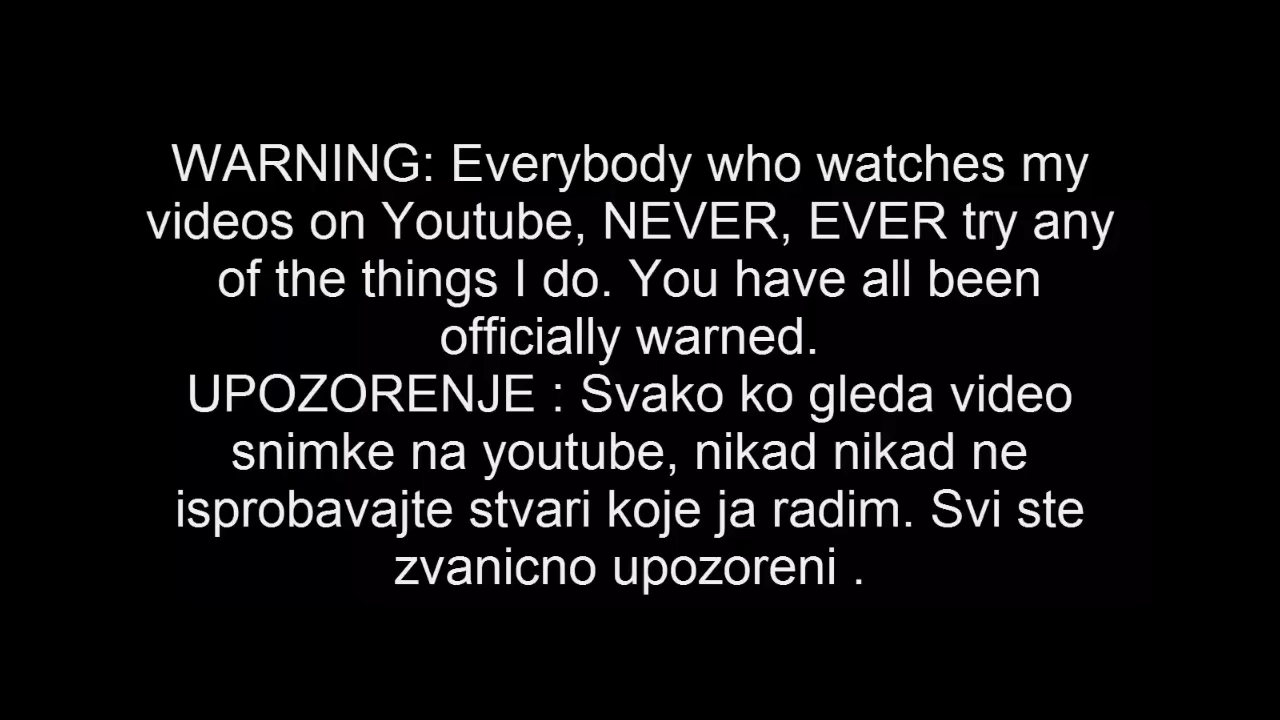 WARNING: Everybody who watches my
videos on Youtube, NEVER, EVER try any
of the things I do. You have all been
officially warned.
UPOZORENJE : Svako ko gleda video
snimke na youtube, nikad nikad ne
isprobavajte stvari koje ja radim. Svi ste
zvanicno upozoreni .